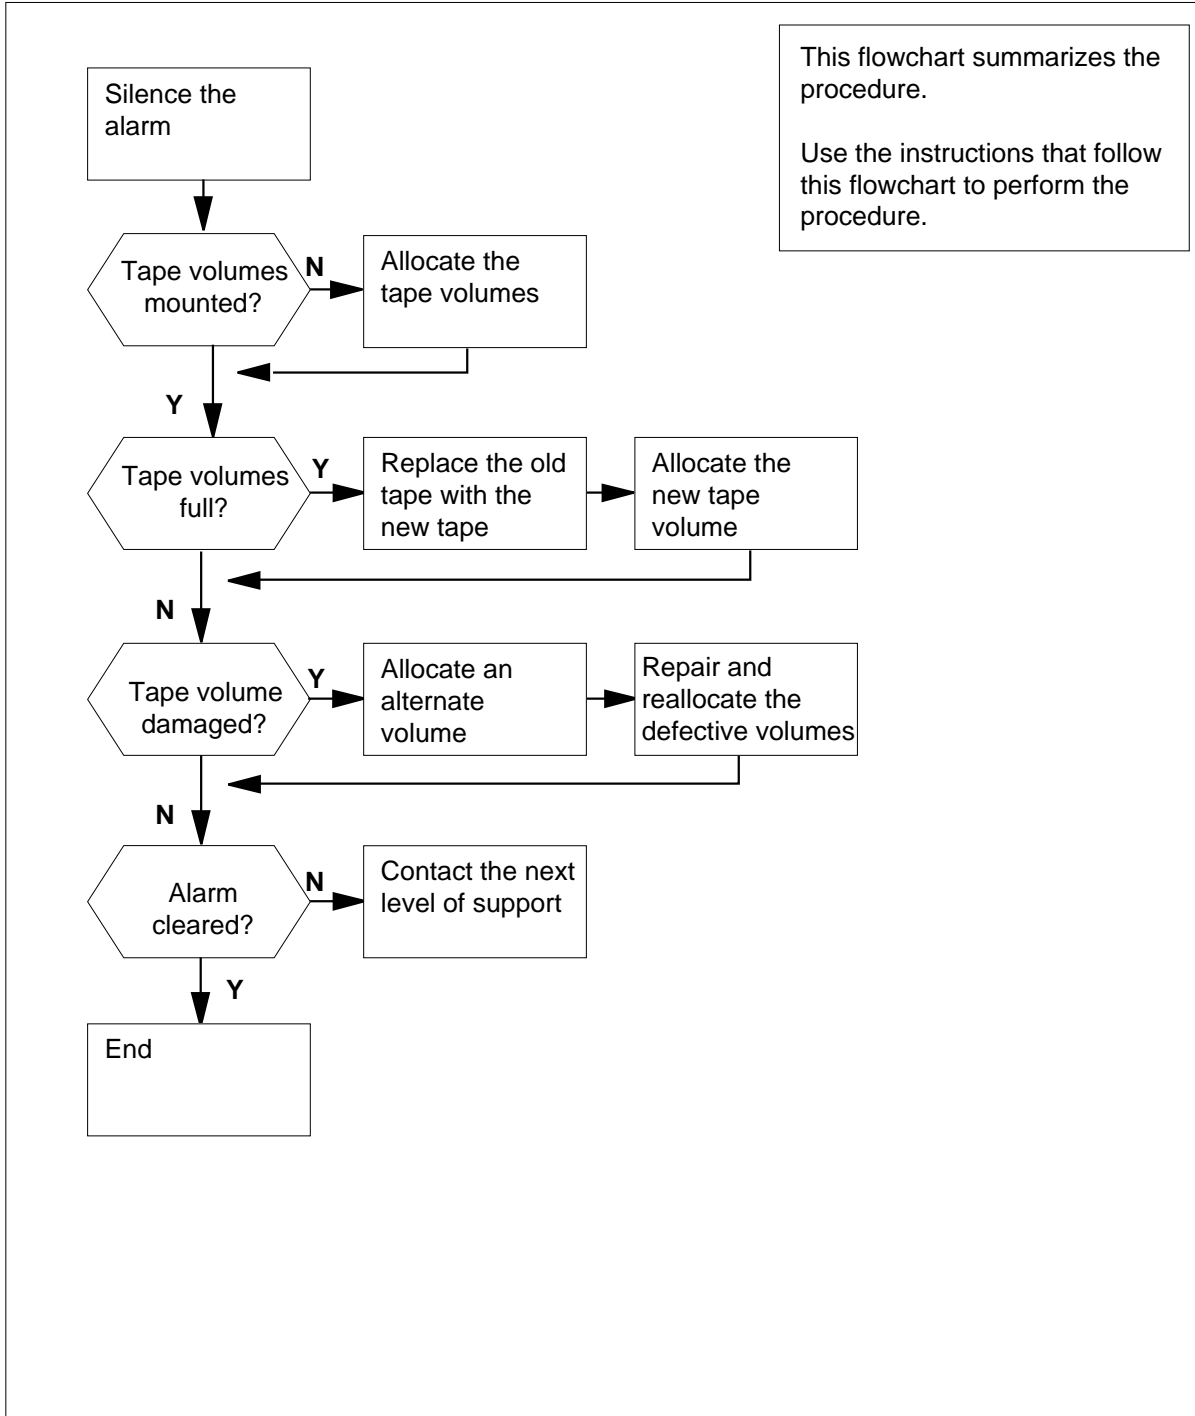 This flowchart summarizes the
procedure.
Use the instructions that follow
this flowchart to perform the
procedure.
Silence the
alarm
Tape volumes
mounted?
N
Allocate the
tape volumes
Y
Tape volumes
full?
Y
Replace the old
tape with the
new tape
Allocate the
new tape
volume
N
Tape volume
damaged?
Y
Allocate an
alternate
volume
Repair and
reallocate the
defective volumes
N
Alarm
cleared?
N
Contact the next
level of support
Y
End